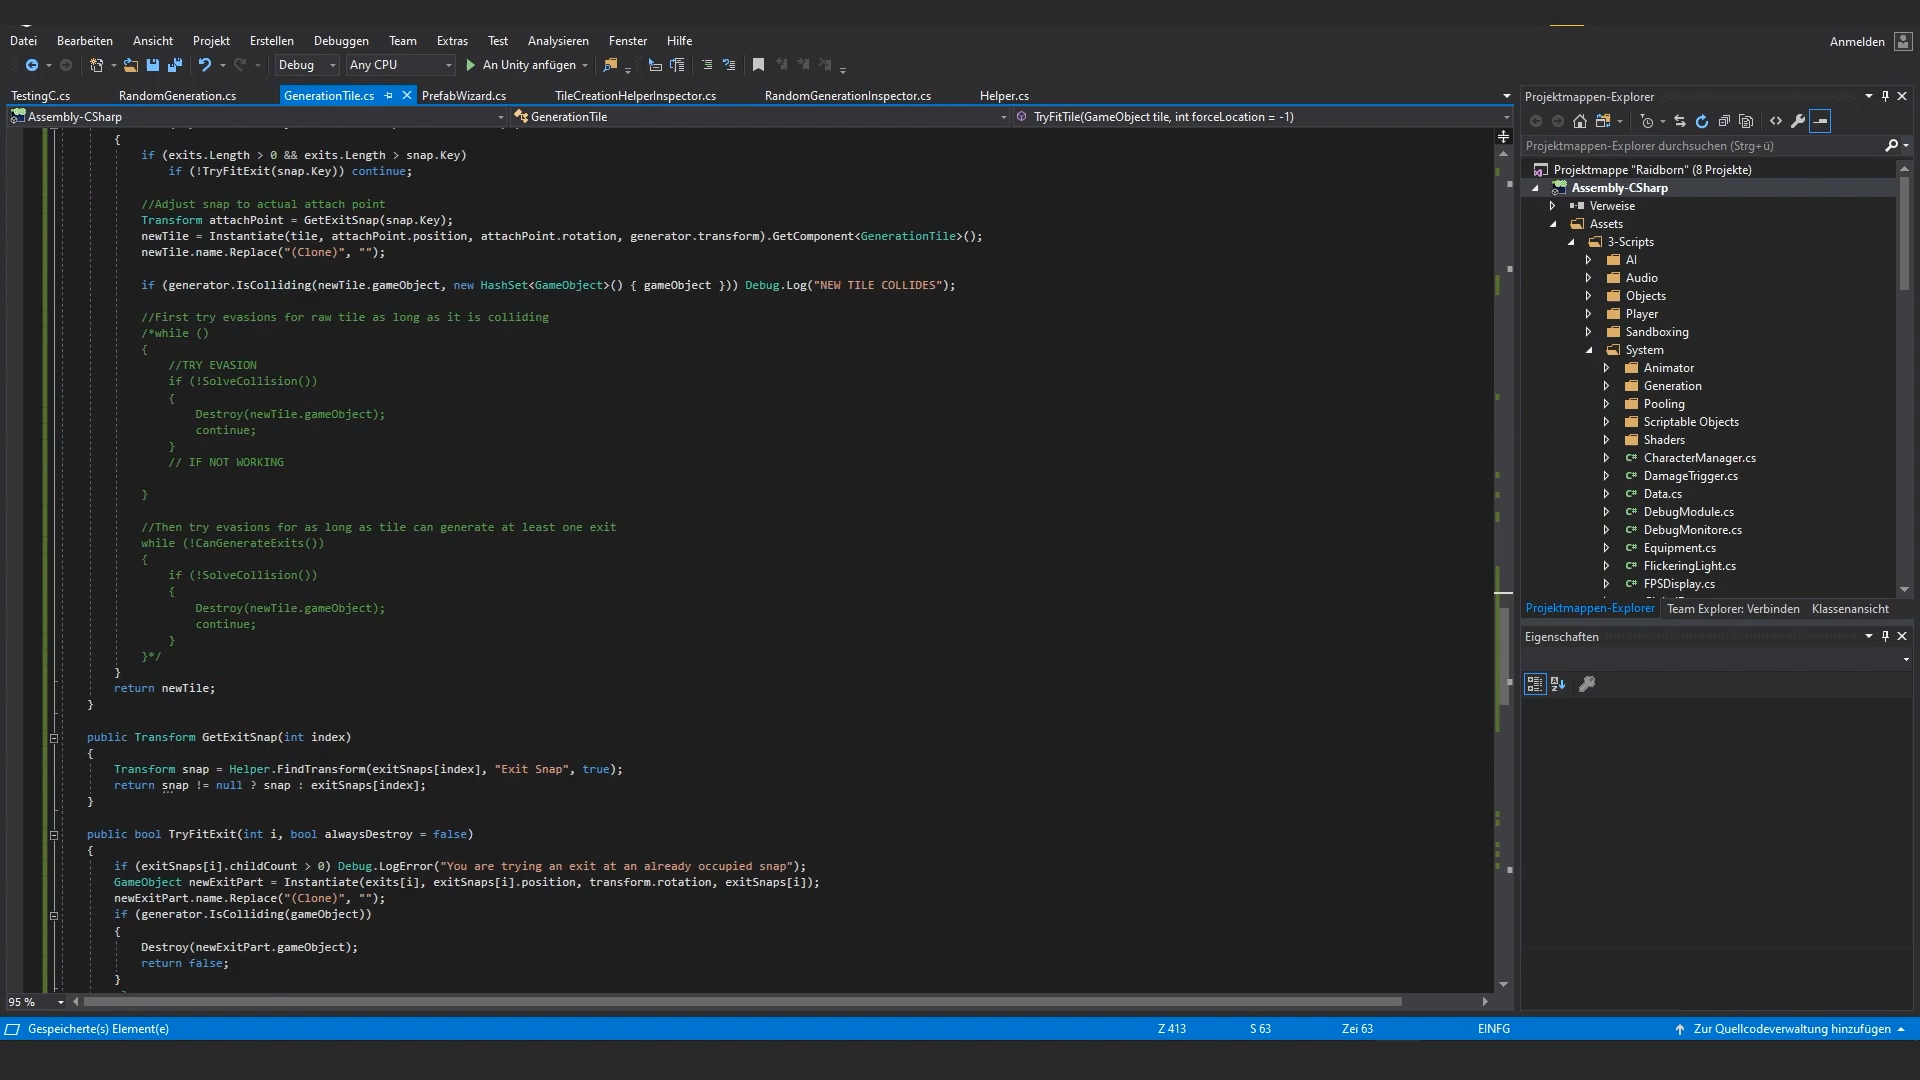 Datei Bearbeiten Ansicht Projekt Erstellen Debuggen Team Extras Test Analysieren Fenster Hilfe
Anmelden
Debug Any CPU An Unity anfügen
TestingC.cs RandomGeneration.cs GenerationTile.cs PrefabWizard.cs TileCreationHelperInspector.cs RandomGenerationInspector.cs Helper.cs
Assembly-CSharp GenerationTile TryFitTile(GameObject tile, int forceLocation = -1)
{
if (exits.Length > 0 && exits.Length > snap.Key)
if (!TryFitExit(snap.Key)) continue;
//Adjust snap to actual attach point
Transform attachPoint = GetExitSnap(snap.Key);
newTile = Instantiate(tile, attachPoint.position, attachPoint.rotation, generator.transform).GetComponent<GenerationTile>();
newTile.name.Replace("(Clone)", "");
if (generator.IsColliding(newTile.gameObject, new HashSet<GameObject>() { gameObject })) Debug.Log("NEW TILE COLLIDES");
//First try evasions for raw tile as long as it is colliding
/*while ()
{
//TRY EVASION
if (!SolveCollision())
{
Destroy(newTile.gameObject);
continue;
}
// IF NOT WORKING
}
//Then try evasions for as long as tile can generate at least one exit
while (!CanGenerateExits())
{
if (!SolveCollision())
{
Destroy(newTile.gameObject);
continue;
}
}*/
}
return newTile;
}
public Transform GetExitSnap(int index)
{
Transform snap = Helper.FindTransform(exitSnaps[index], "Exit Snap", true);
return snap != null ? snap : exitSnaps[index];
}
public bool TryFitExit(int i, bool alwaysDestroy = false)
{
if (exitSnaps[i].childCount > 0) Debug.LogError("You are trying an exit at an already occupied snap");
GameObject newExitPart = Instantiate(exits[i], exitSnaps[i].position, transform.rotation, exitSnaps[i]);
newExitPart.name.Replace("(Clone)", "");
if (generator.IsColliding(gameObject))
{
Destroy(newExitPart.gameObject);
return false;
}
95 %
Projektmappen-Explorer
Projektmappen-Explorer durchsuchen (Strg+ü)
Projektmappe "Raidborn" (8 Projekte)
Assembly-CSharp
Verweise
Assets
3-Scripts
AI
Audio
Objects
Player
Sandboxing
System
Animator
Generation
Pooling
Scriptable Objects
Shaders
C# CharacterManager.cs
C# DamageTrigger.cs
C# Data.cs
C# DebugModule.cs
C# DebugMonitore.cs
C# Equipment.cs
C# FlickeringLight.cs
C# FPSDisplay.cs
Projektmappen-Explorer Team Explorer: Verbinden Klassenansicht
Eigenschaften
Gespeicherte(s) Element(e) Z 413 S 63 Zei 63 EINFG Zur Quellcodeverwaltung hinzufügen